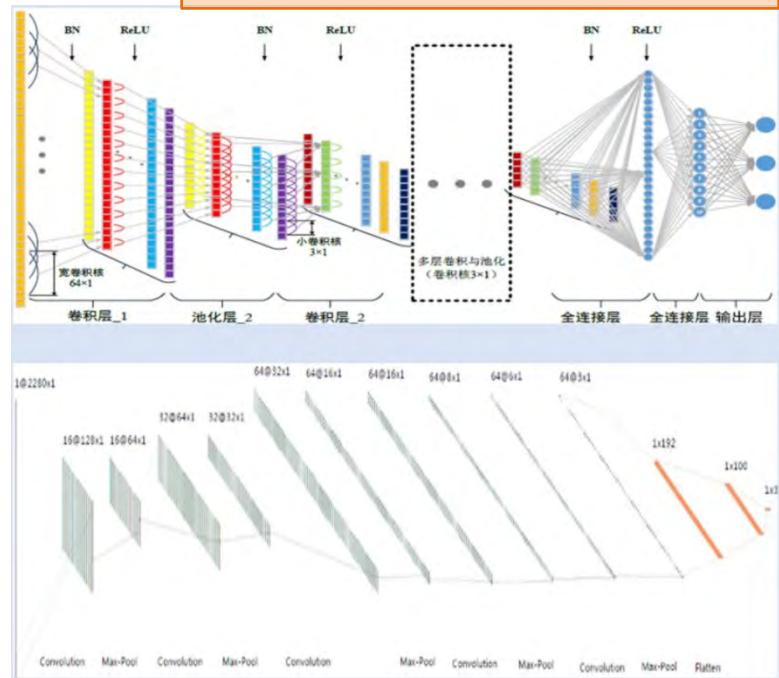 BN
ReLU
BN
ReLU
BN
ReLU
宽卷积核
64×1
小卷积核
3×1
多层卷积与池化
（卷积核3×1）
卷积层_1
池化层_2
卷积层_2
全连接层
全连接层
输出层
1@2280x1
16@128x1
16@64x1
32@64x1
32@32x1
64@32x1
64@16x1
64@16x1
64@8x1
64@6x1
64@3x1
1x192
1x100
Convolution
Max-Pool
Convolution
Max-Pool
Convolution
Max-Pool
Convolution
Max-Pool
Convolution
Max-Pool
Flatten